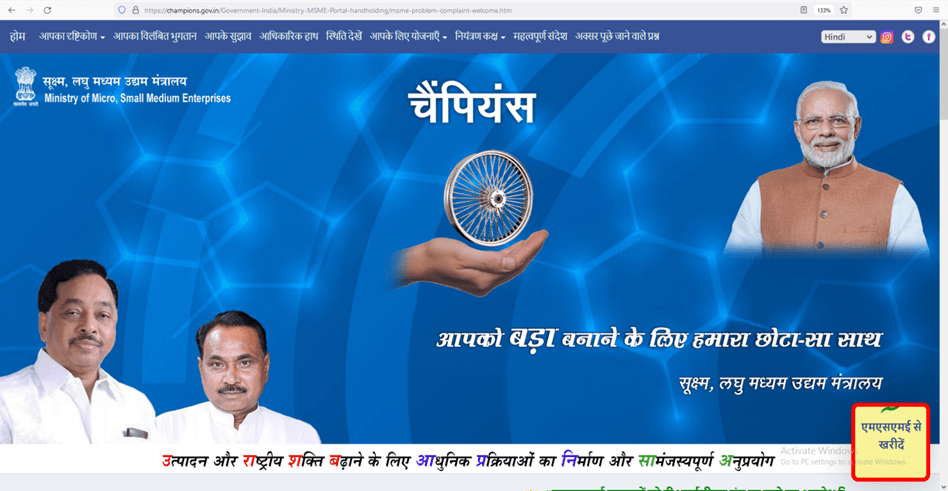 https://champions.gov.in/Government-India/Ministry-MSME-Portal-handholding/msme-problem-complaint-welcome.htm
133%
होम आपका दृष्टिकोण आपका विलंबित भुगतान आपके सुझाव आधिकारिक हाथ स्थिति देखें आपके लिए योजनाएँ नियंत्रण कक्ष महत्वपूर्ण संदेश अक्सर पूछे जाने वाले प्रश्न Hindi
सूक्ष्म, लघु मध्यम उद्यम मंत्रालय
Ministry of Micro, Small Medium Enterprises
सत्यमेव जयते
चैंपियंस
आपको बड़ा बनाने के लिए हमारा छोटा-सा साथ
सूक्ष्म, लघु मध्यम उद्यम मंत्रालय
एमएसएमई से
खरीदें
उत्पादन और राष्ट्रीय शक्ति बढ़ाने के लिए आधुनिक प्रक्रियाओं का निर्माण और सामंजस्यपूर्ण अनुप्रयोग
Activate Windows
Go to PC settings to activate Windows.